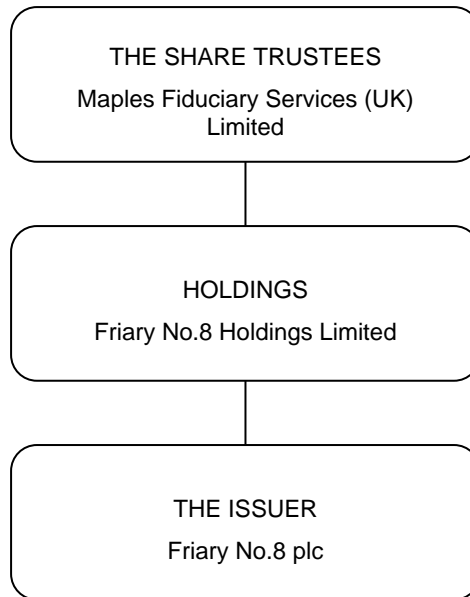 THE SHARE TRUSTEES
Maples Fiduciary Services (UK)
Limited
HOLDINGS
Friary No.8 Holdings Limited
THE ISSUER
Friary No.8 plc